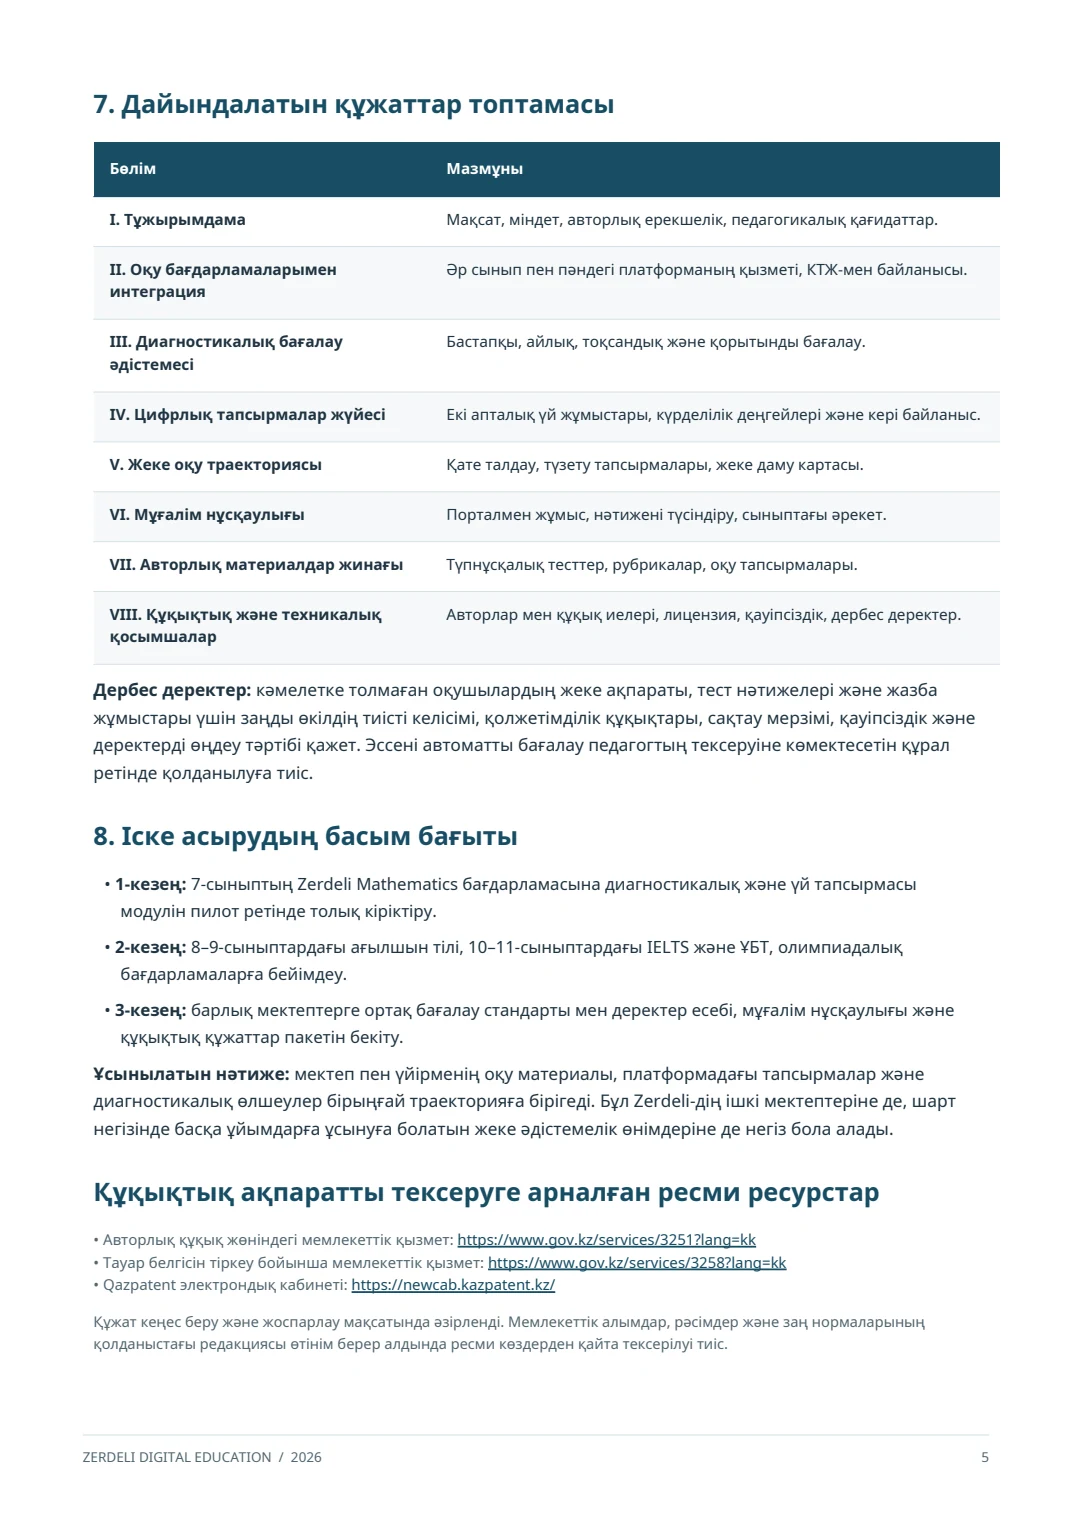 7. Дайындалатын құжаттар топтамасы
Бөлім Мазмұны
I. Тұжырымдама Мақсат, міндет, авторлық ерекшелік, педагогикалық қағидаттар.
II. Оқу бағдарламаларымен Әр сынып пен пәндегі платформаның қызметі, КТЖ-мен байланысы.
интеграция
III. Диагностикалық бағалау Бастапқы, айлық, тоқсандық және қорытынды бағалау.
әдістемесі
IV. Цифрлық тапсырмалар жүйесі Екі апталық үй жұмыстары, күрделілік деңгейлері және кері байланыс.
V. Жеке оқу траекториясы Қате талдау, түзету тапсырмалары, жеке даму картасы.
VI. Мұғалім нұсқаулығы Порталмен жұмыс, нәтижені түсіндіру, сыныптағы әрекет.
VII. Авторлық материалдар жинағы Түпнұсқалық тесттер, рубрикалар, оқу тапсырмалары.
VIII. Құқықтық және техникалық Авторлар мен құқық иелері, лицензия, қауіпсіздік, дербес деректер.
қосымшалар
Дербес деректер: кәмелетке толмаған оқушылардың жеке ақпараты, тест нәтижелері және жазба
жұмыстары үшін заңды өкілдің тиісті келісімі, қолжетімділік құқықтары, сақтау мерзімі, қауіпсіздік және
деректерді өңдеу тәртібі қажет. Эссені автоматты бағалау педагогтың тексеруіне көмектесетін құрал
ретінде қолданылуға тиіс.
8. Іске асырудың басым бағыты
• 1-кезең: 7-сыныптың Zerdeli Mathematics бағдарламасына диагностикалық және үй тапсырмасы
модулін пилот ретінде толық кіріктіру.
• 2-кезең: 8–9-сыныптардағы ағылшын тілі, 10–11-сыныптардағы IELTS және ҰБТ, олимпиадалық
бағдарламаларға бейімдеу.
• 3-кезең: барлық мектептерге ортақ бағалау стандарты мен деректер есебі, мұғалім нұсқаулығы және
құқықтық құжаттар пакетін бекіту.
Ұсынылатын нәтиже: мектеп пен үйірменің оқу материалы, платформадағы тапсырмалар және
диагностикалық өлшеулер бірыңғай траекторияға бірігеді. Бұл Zerdeli-дің ішкі мектептеріне де, шарт
негізінде басқа ұйымдарға ұсынуға болатын жеке әдістемелік өнімдеріне де негіз бола алады.
Құқықтық ақпаратты тексеруге арналған ресми ресурстар
• Авторлық құқық жөніндегі мемлекеттік қызмет: https://www.gov.kz/services/3251?lang=kk
• Тауар белгісін тіркеу бойынша мемлекеттік қызмет: https://www.gov.kz/services/3258?lang=kk
• Qazpatent электрондық кабинеті: https://newcab.kazpatent.kz/
Құжат кеңес беру және жоспарлау мақсатында әзірленді. Мемлекеттік алымдар, рәсімдер және заң нормаларының
қолданыстағы редакциясы өтінім берер алдында ресми көздерден қайта тексерілуі тиіс.
ZERDELI DIGITAL EDUCATION / 2026 5